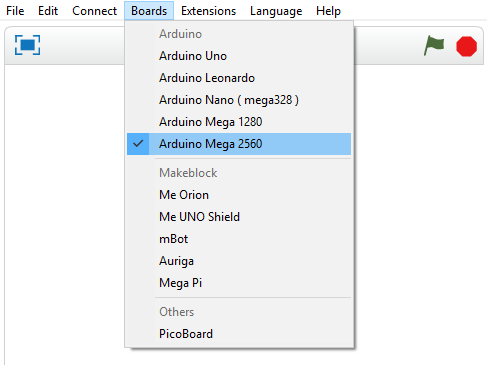 File Edit Connect Boards Extensions Language Help
Arduino
Arduino Uno
Arduino Leonardo
Arduino Nano ( mega328 )
Arduino Mega 1280
Arduino Mega 2560
Makeblock
Me Orion
Me UNO Shield
mBot
Auriga
Mega Pi
Others
PicoBoard